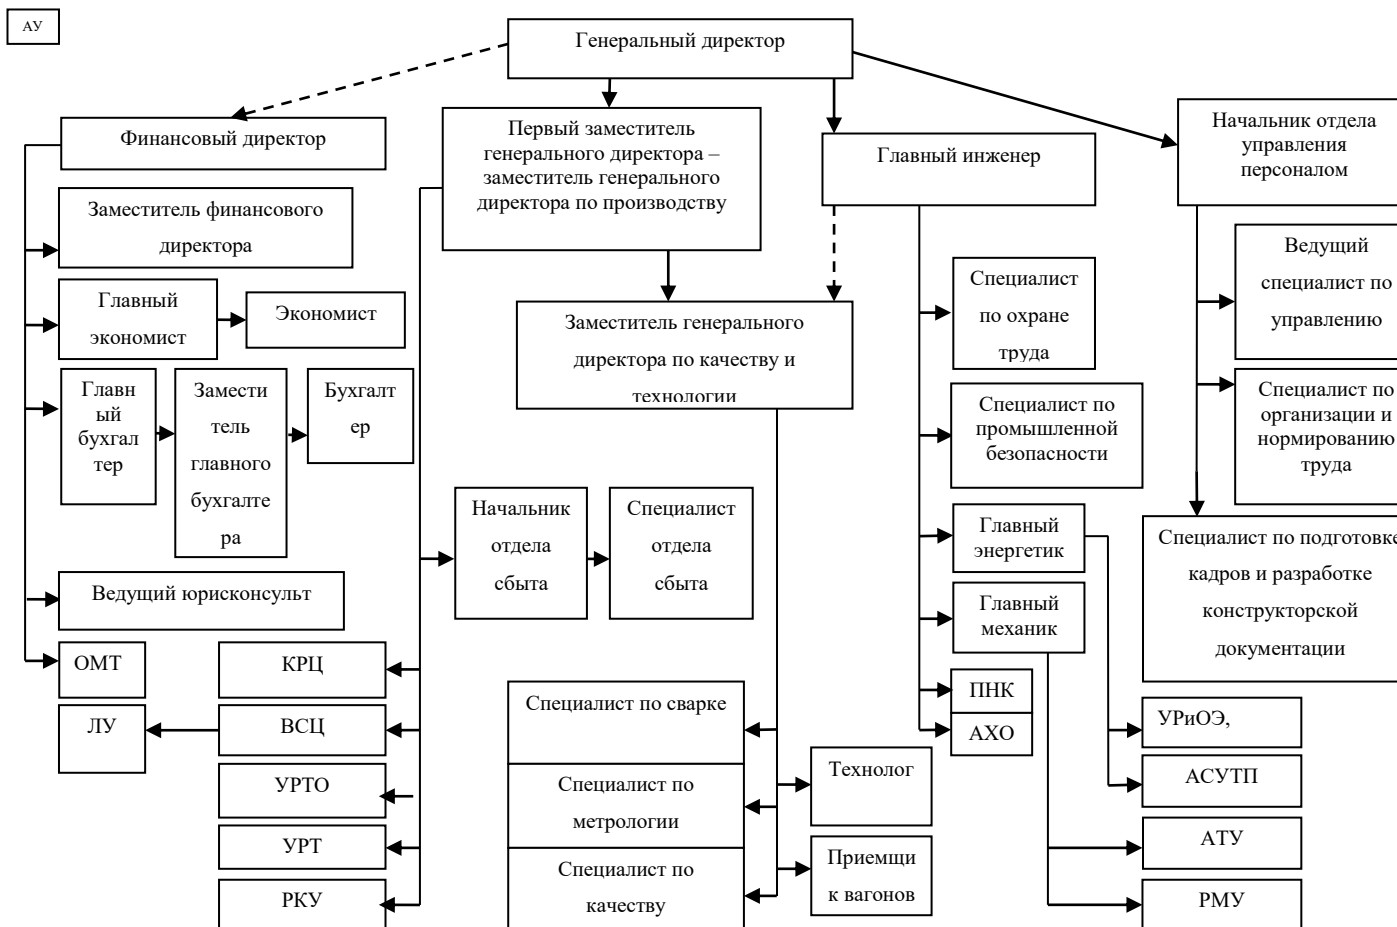 АУ
Генеральный директор
Финансовый директор
Первый заместитель
генерального директора –
заместитель генерального
директора по производству
Главный инженер
Начальник отдела
управления
персоналом
Заместитель финансового
директора
Главный
экономист
Экономист
Заместитель генерального
директора по качеству и
технологии
Специалист
по охране
труда
Ведущий
специалист по
управлению
Главн
ый
бухгал
тер
Замести
тель
главного
бухгалте
ра
Бухгалт
ер
Специалист по
промышленной
безопасности
Специалист по
организации и
нормированию
труда
Начальник
отдела
сбыта
Специалист
отдела
сбыта
Главный
энергетик
Специалист по подготовке
кадров и разработке
конструкторской
документации
Ведущий юрисконсульт
Главный
механик
ОМТ
КРЦ
ПНК
АХО
ЛУ
ВСЦ
Специалист по сварке
УРиОЭ,
УРТО
Специалист по
метрологии
Технолог
АСУТП
УРТ
Специалист по
качеству
Приемщи
к вагонов
АТУ
РКУ
РМУ